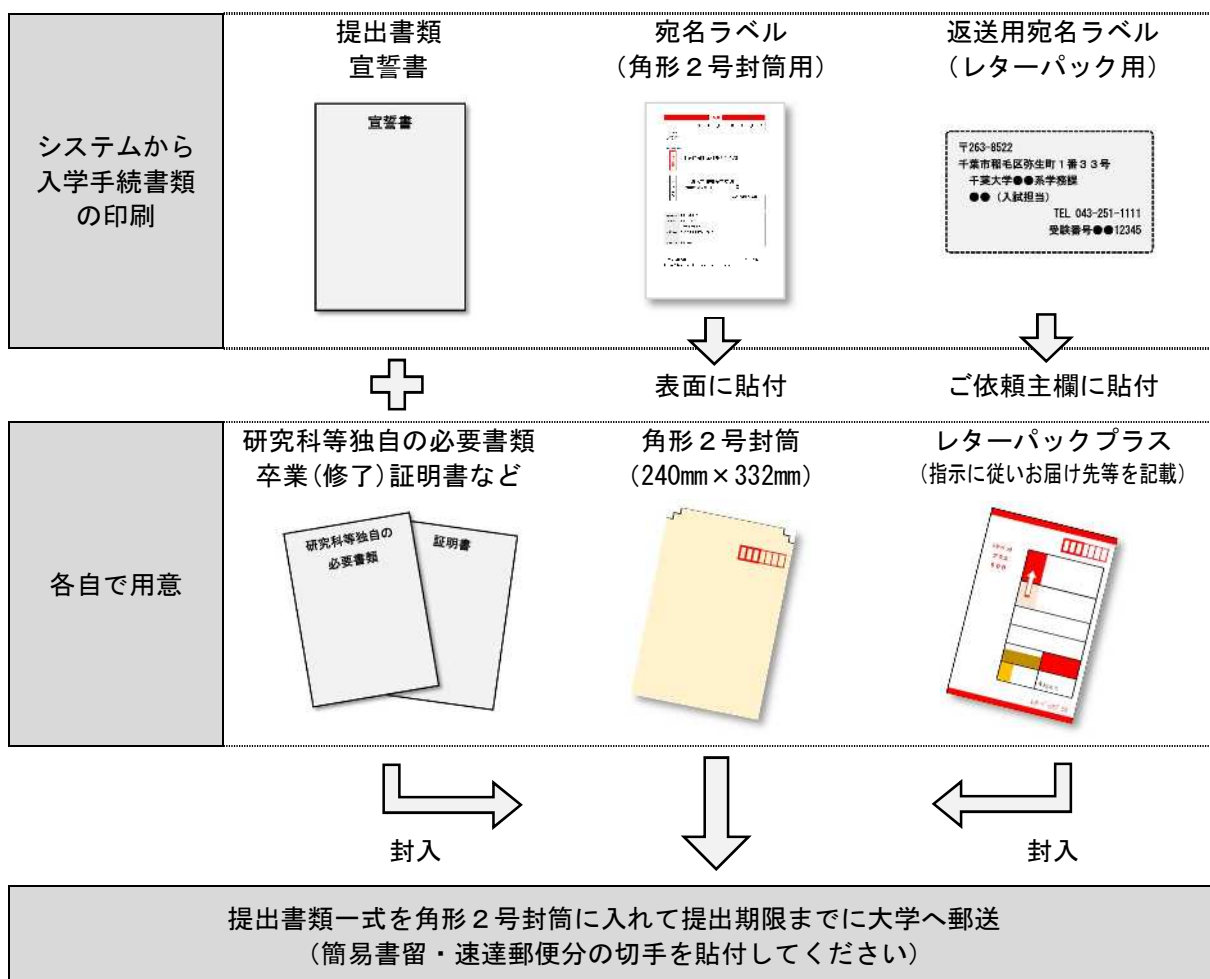 提出書類
宣誓書
宛名ラベル
（角形２号封筒用）
返送用宛名ラベル
（レターパック用）
システムから
入学手続書類
の印刷
宣誓書
〒263-8522
千葉市稲毛区弥生町１番３３号
千葉大学●●系学務課
●●（入試担当）
TEL 043-251-1111
受験番号●●12345
表面に貼付
ご依頼主欄に貼付
各自で用意
研究科等独自の必要書類
卒業(修了)証明書など
角形２号封筒
（240㎜×332㎜）
レターパックプラス
（指示に従いお届け先等を記載）
研究科等独自の
必要書類
証明書
封入
封入
提出書類一式を角形２号封筒に入れて提出期限までに大学へ郵送
（簡易書留・速達郵便分の切手を貼付してください）